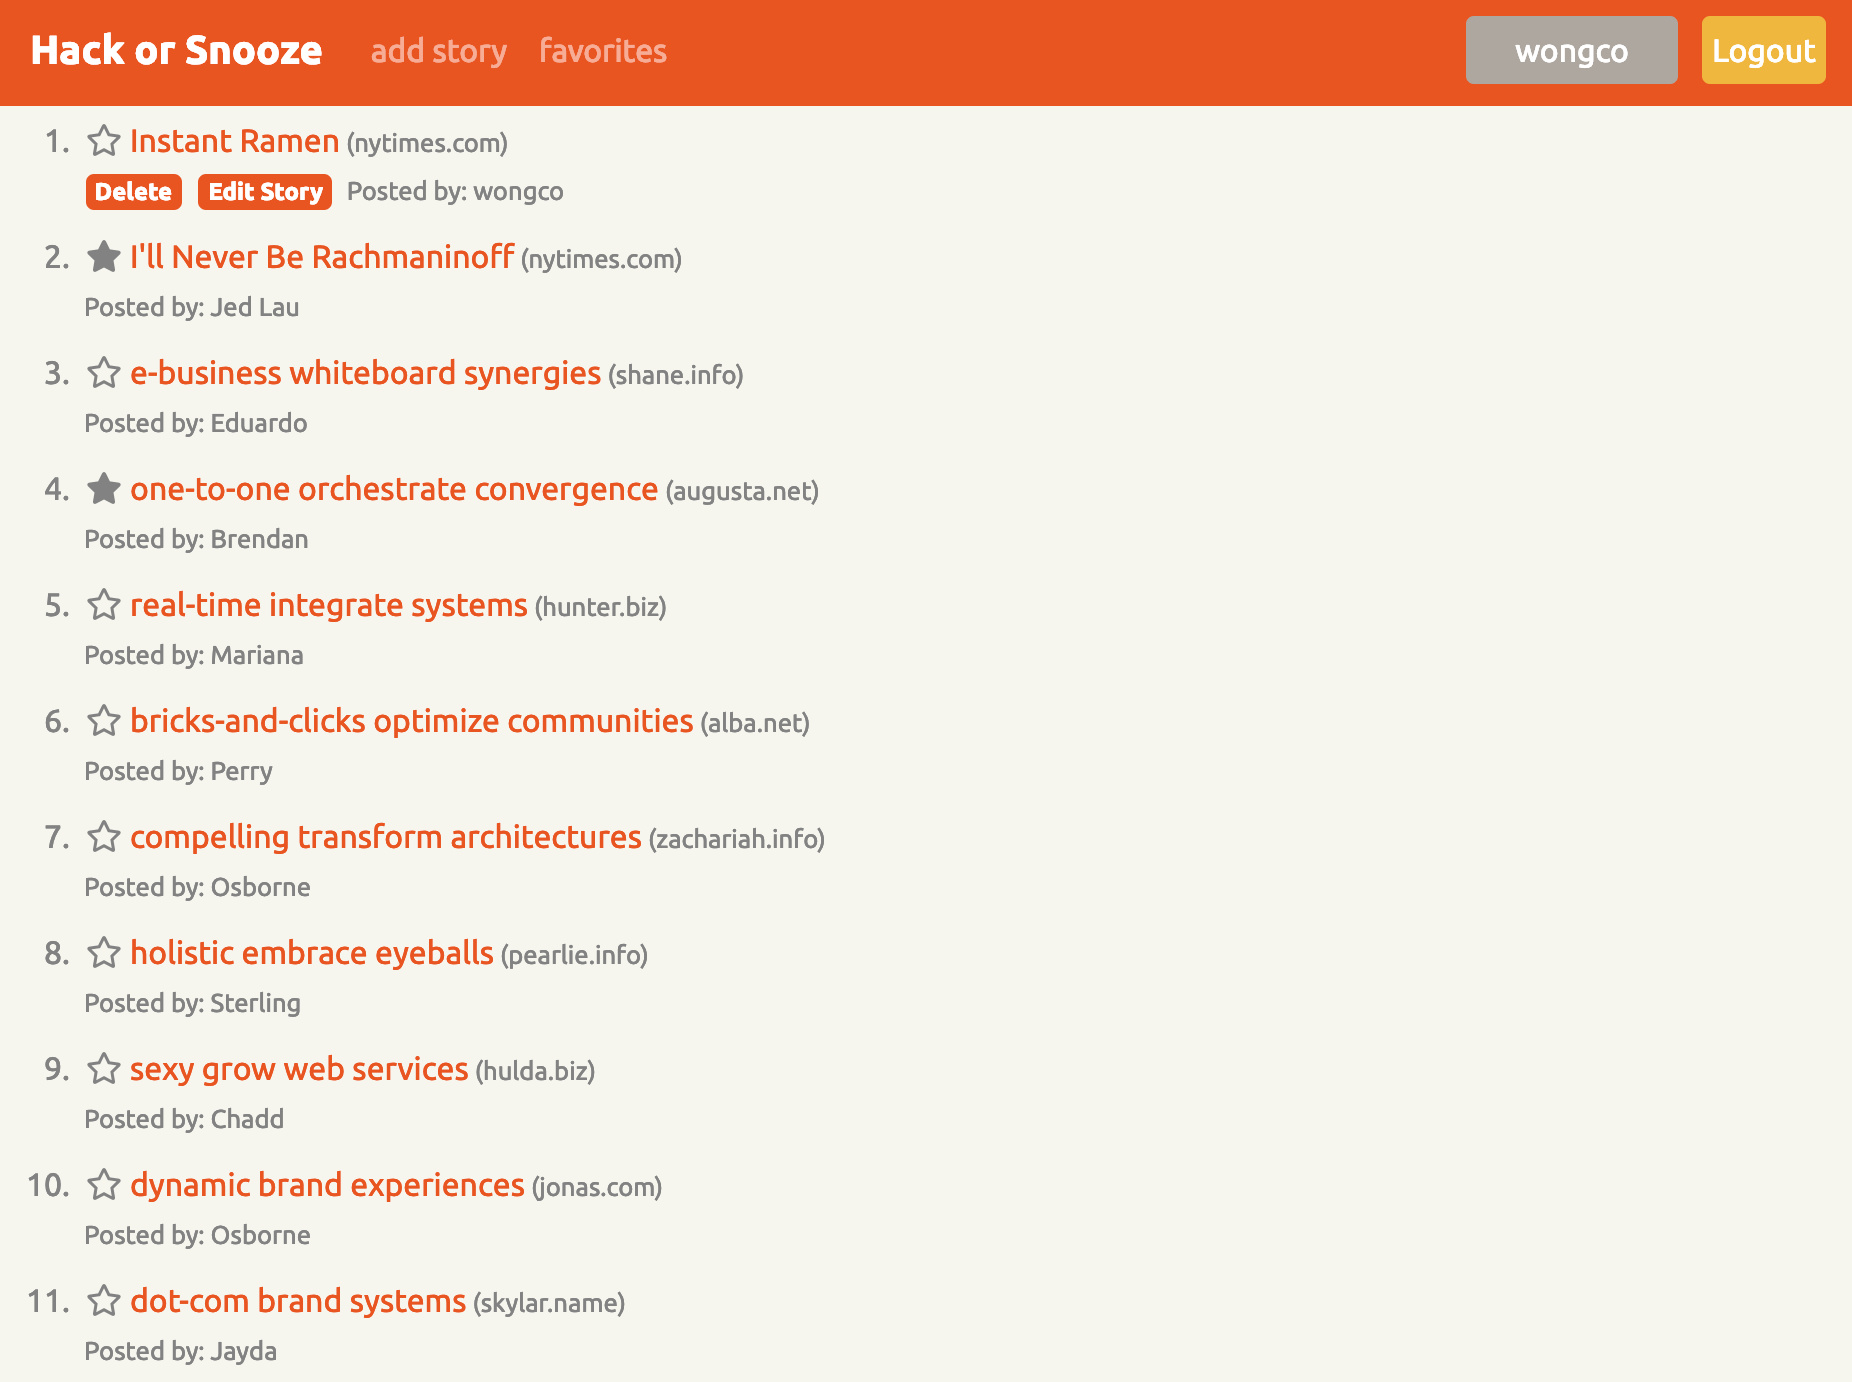 Hack or Snooze add story favorites wongco Logout
1. Instant Ramen (nytimes.com)
Delete Edit Story Posted by: wongco
2. I'll Never Be Rachmaninoff (nytimes.com)
Posted by: Jed Lau
3. e-business whiteboard synergies (shane.info)
Posted by: Eduardo
4. one-to-one orchestrate convergence (augusta.net)
Posted by: Brendan
5. real-time integrate systems (hunter.biz)
Posted by: Mariana
6. bricks-and-clicks optimize communities (alba.net)
Posted by: Perry
7. compelling transform architectures (zachariah.info)
Posted by: Osborne
8. holistic embrace eyeballs (pearlie.info)
Posted by: Sterling
9. sexy grow web services (hulda.biz)
Posted by: Chadd
10. dynamic brand experiences (jonas.com)
Posted by: Osborne
11. dot-com brand systems (skylar.name)
Posted by: Jayda